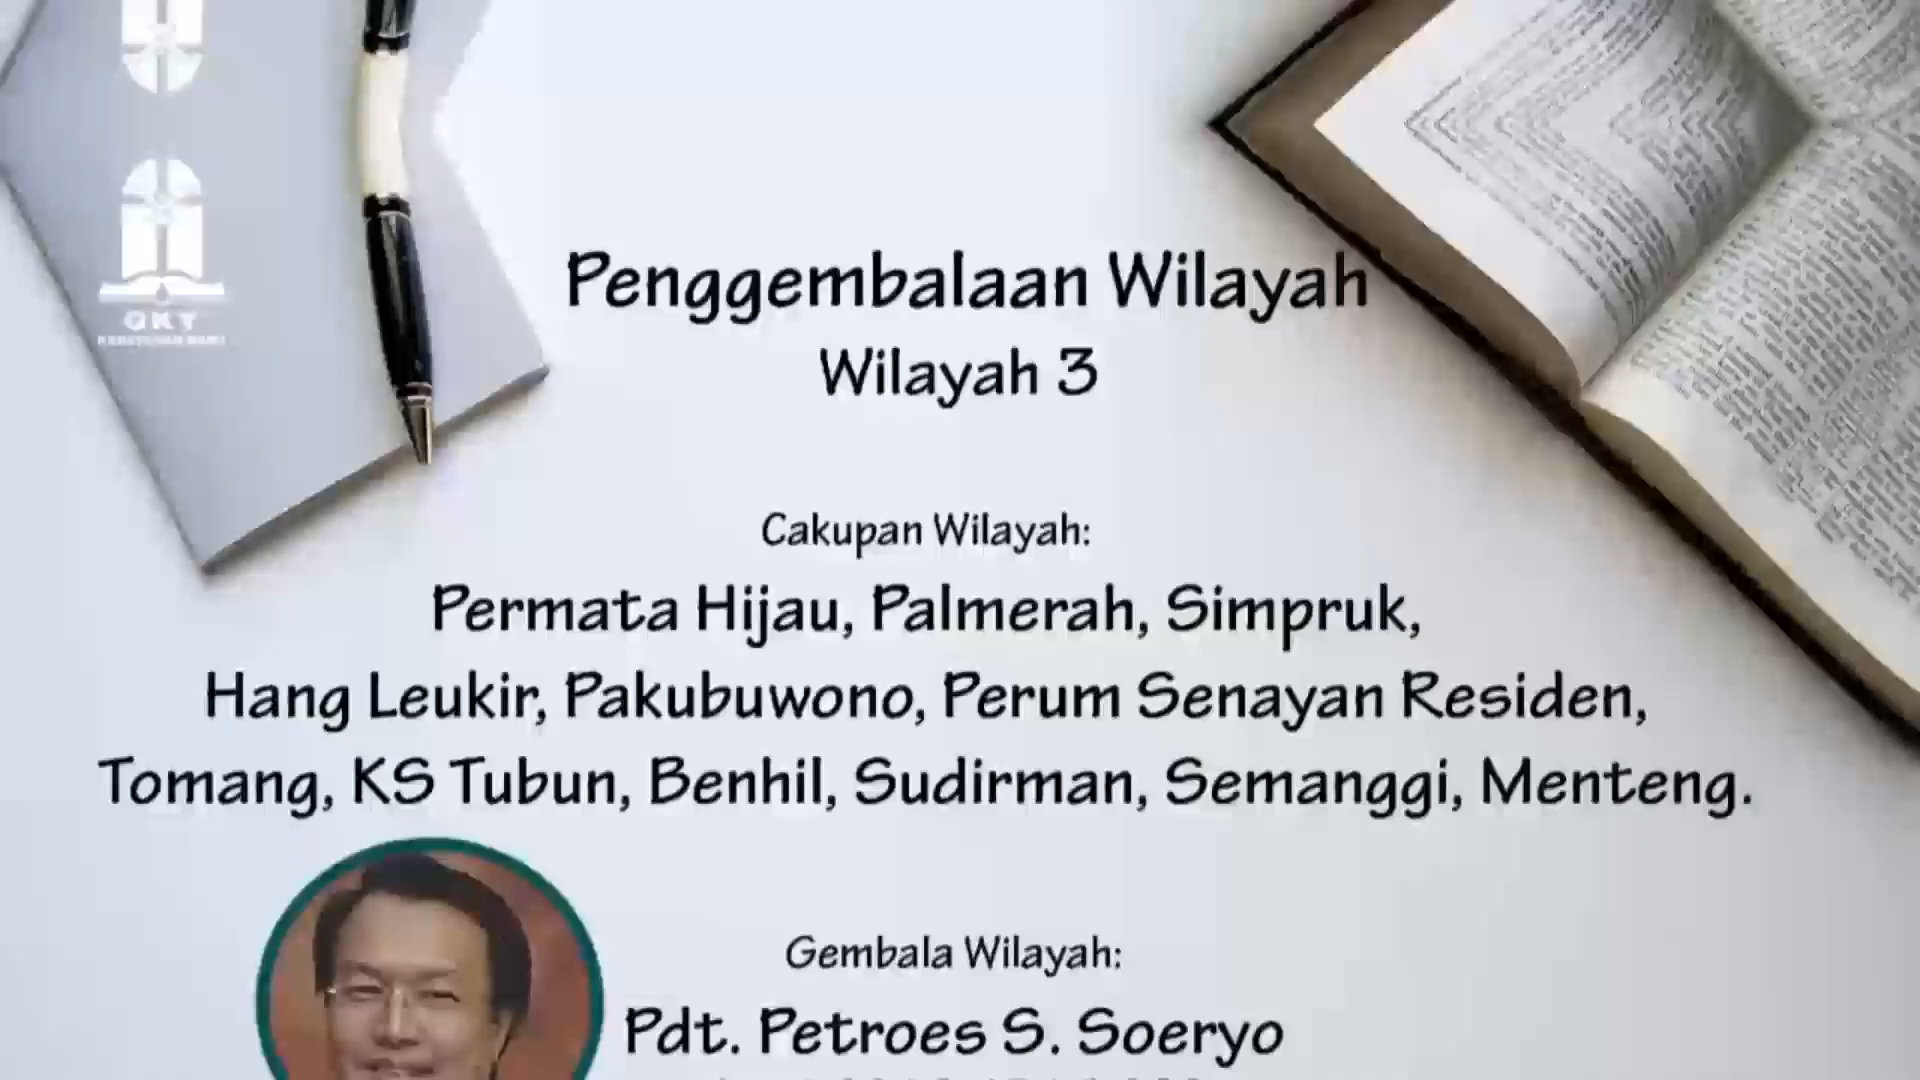 GKY
Penggembalaan Wilayah
Wilayah 3
Cakupan Wilayah:
Permata Hijau, Palmerah, Simpruk,
Hang Leukir, Pakubuwono, Perum Senayan Residen,
Tomang, KS Tubun, Benhil, Sudirman, Semanggi, Menteng.
Gembala Wilayah:
Pdt. Petroes S. Soeryo